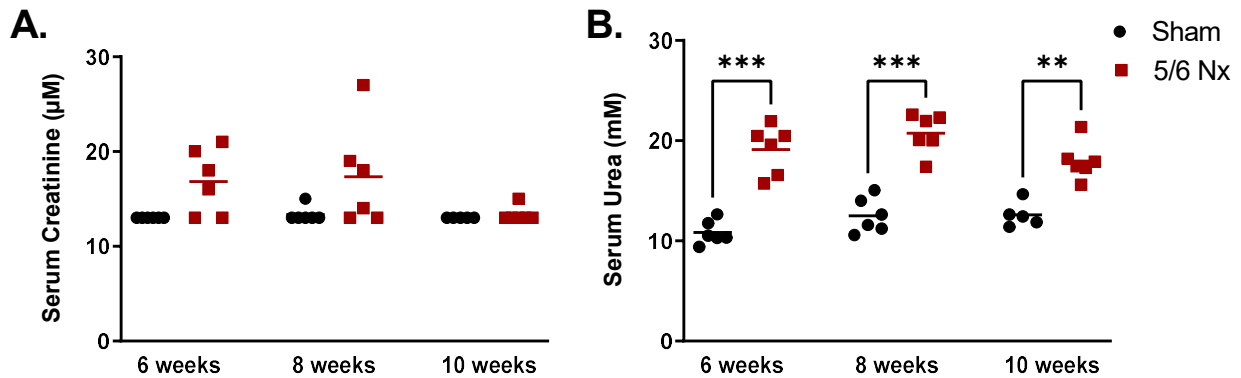 A.
Serum Creatinine (µM)
30
20
10
0
6 weeks
8 weeks
10 weeks
B.
Serum Urea (mM)
30
20
10
0
***
***
**
6 weeks
8 weeks
10 weeks
Sham
5/6 Nx